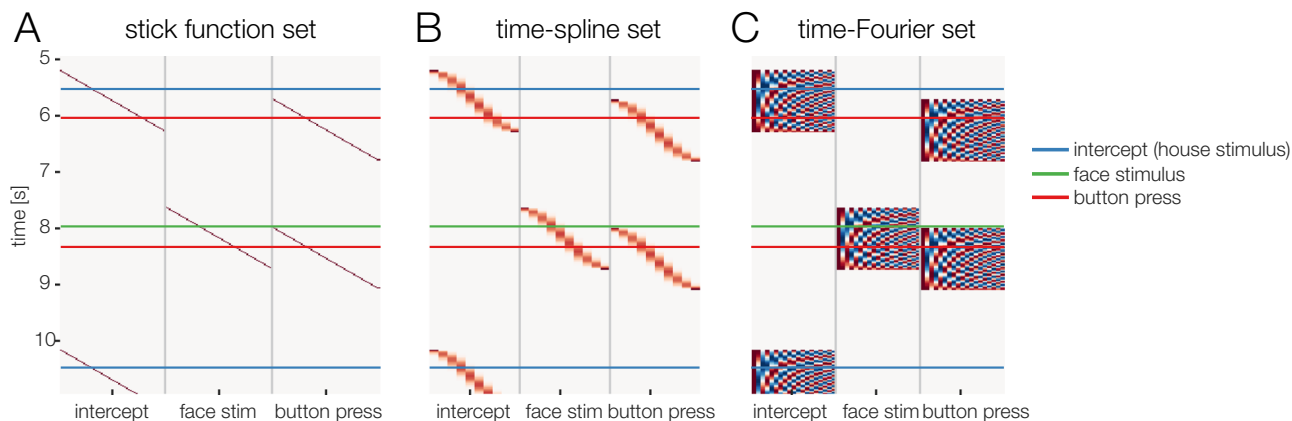 A stick function set
B time-spline set
C time-Fourier set
time [s]
5
6
7
8
9
10
intercept face stim button press
intercept face stim button press
intercept face stim button press
intercept (house stimulus)
face stimulus
button press